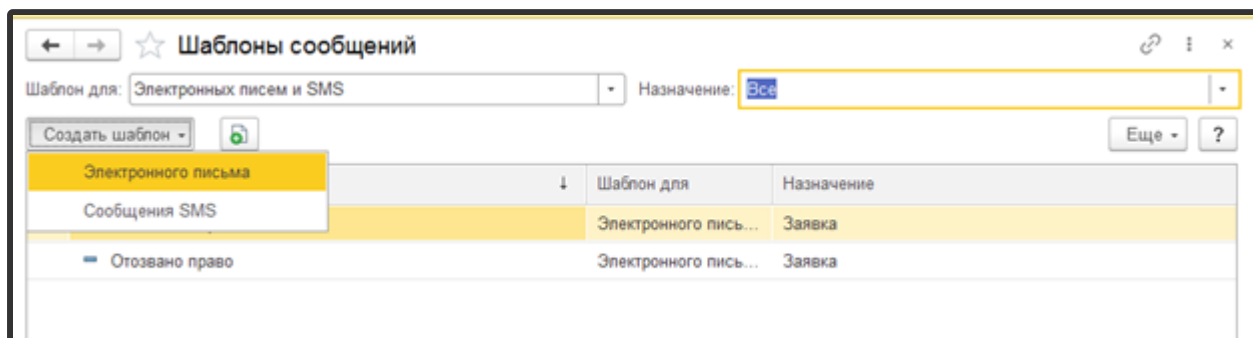 Шаблоны сообщений
Шаблон для: Электронных писем и SMS Назначение: Все
Создать шаблон Еще ?
Электронного письма
Шаблон для Назначение
Сообщения SMS
Электронного пись... Заявка
Отозвано право Электронного пись... Заявка